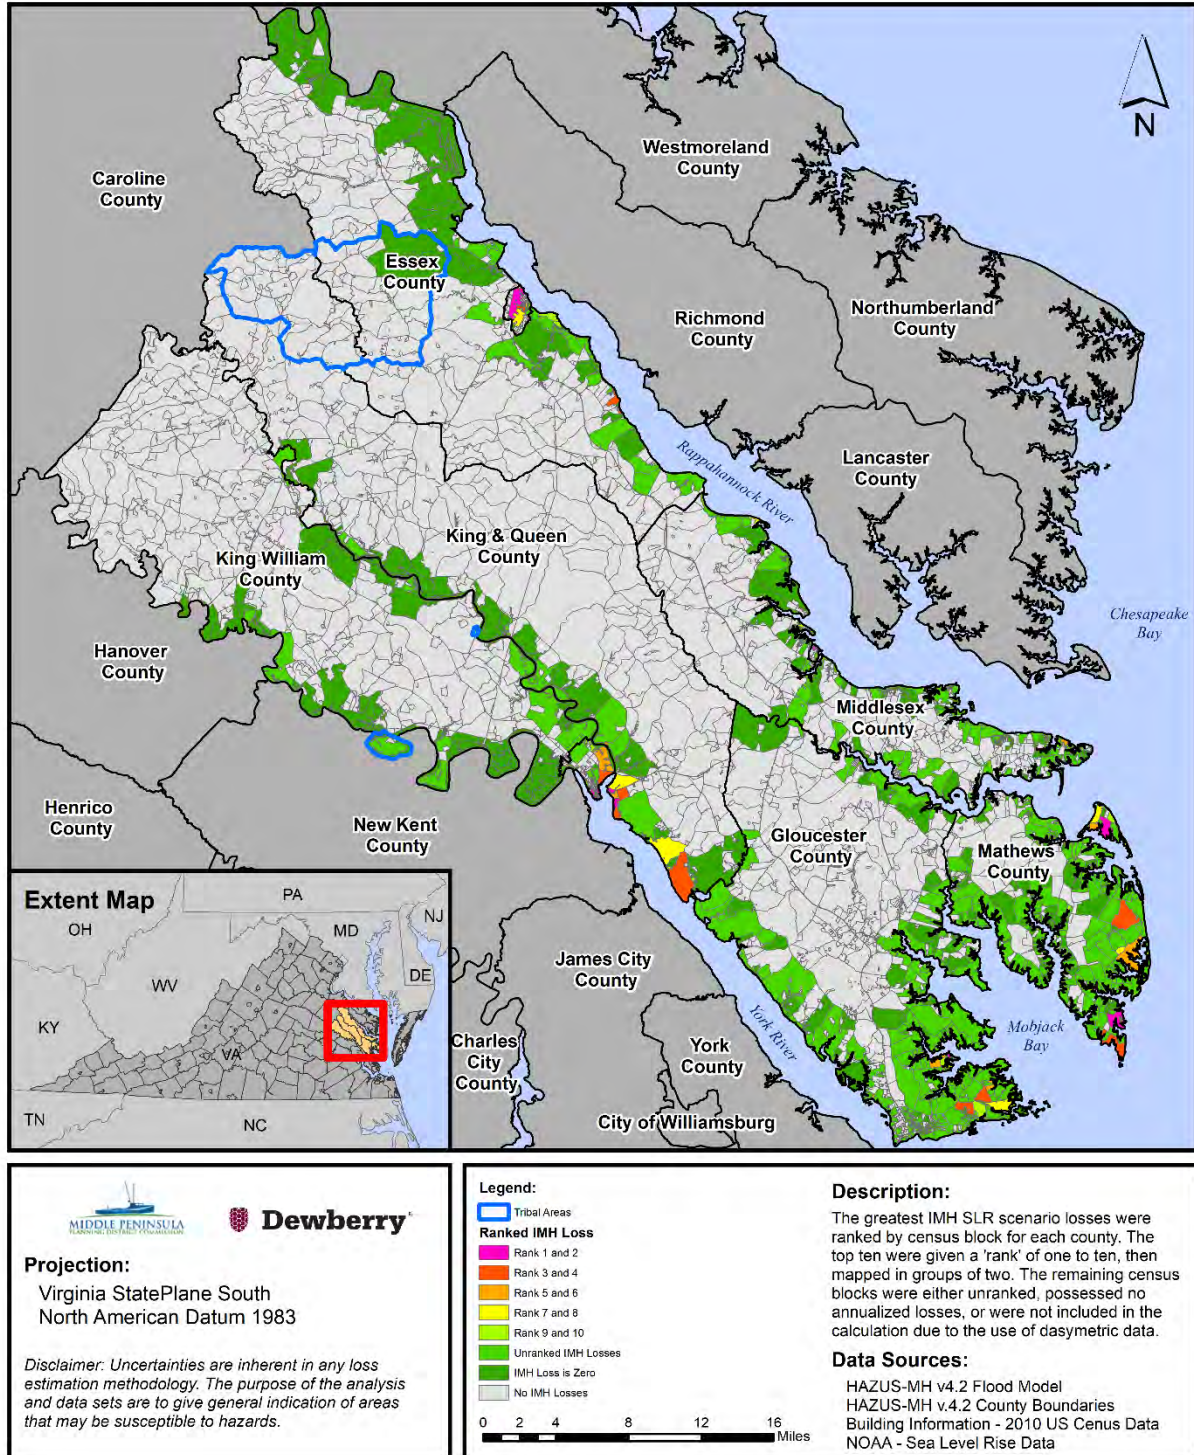 N
Westmoreland
County
Caroline
County
Essex
County
Richmond
County
Northumberland
County
Lancaster
County
Rappahannock River
King & Queen
County
King William
County
Chesapeake
Bay
Hanover
County
Middlesex
County
Henrico
County
New Kent
County
Gloucester
County
Mathews
County
James City
County
York River
Mobjack
Bay
Charles
City
County
York
County
City of Williamsburg
Extent Map
PA
NJ
OH
MD
DE
WV
KY
VA
TN
NC
MIDDLE PENINSULA
PLANNING DISTRICT COMMISSION
Dewberry
Projection:
Virginia StatePlane South
North American Datum 1983
Disclaimer: Uncertainties are inherent in any loss
estimation methodology. The purpose of the analysis
and data sets are to give general indication of areas
that may be susceptible to hazards.
Legend:
Tribal Areas
Ranked IMH Loss
Rank 1 and 2
Rank 3 and 4
Rank 5 and 6
Rank 7 and 8
Rank 9 and 10
Unranked IMH Losses
IMH Loss is Zero
No IMH Losses
0 2 4 8 12 16
Miles
Description:
The greatest IMH SLR scenario losses were
ranked by census block for each county. The
top ten were given a 'rank' of one to ten, then
mapped in groups of two. The remaining census
blocks were either unranked, possessed no
annualized losses, or were not included in the
calculation due to the use of dasymetric data.
Data Sources:
HAZUS-MH v4.2 Flood Model
HAZUS-MH v.4.2 County Boundaries
Building Information - 2010 US Cenus Data
NOAA - Sea Level Rise Data